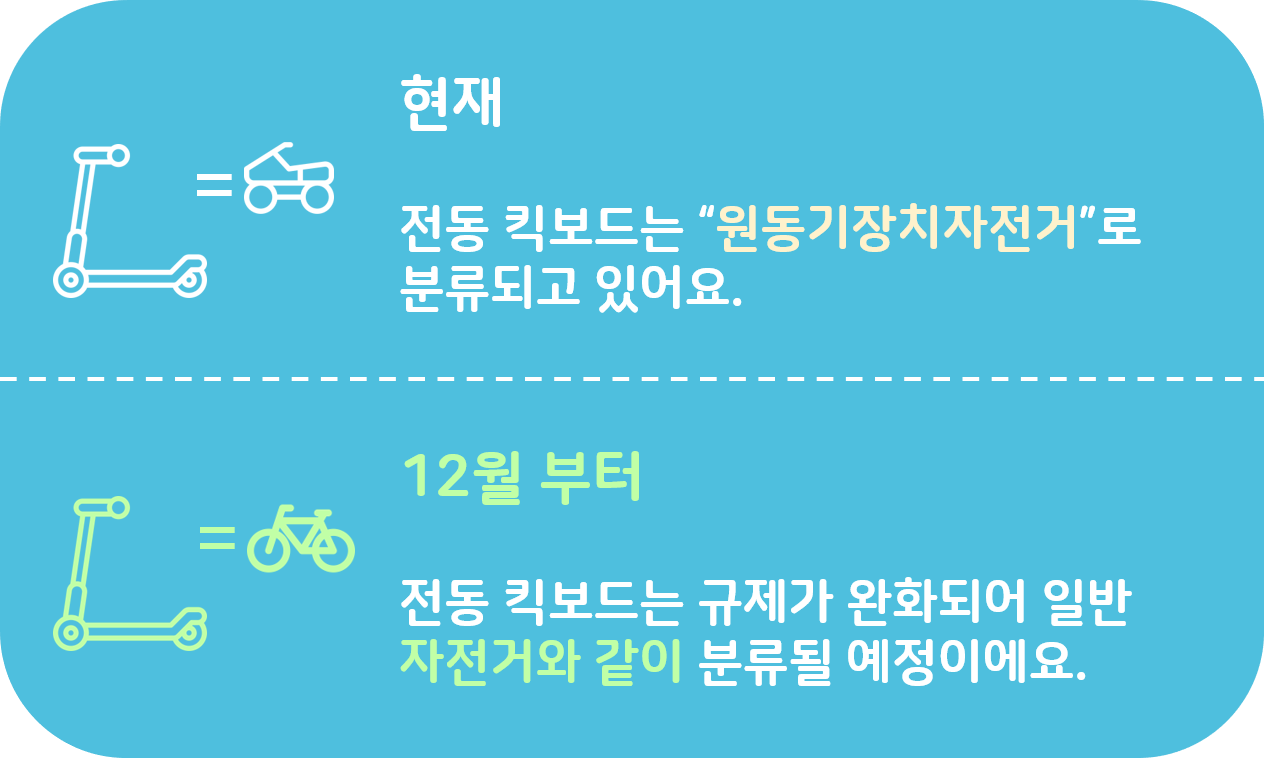 현재
전동 킥보드는 “원동기장치자전거”로
분류되고 있어요.
12월 부터
전동 킥보드는 규제가 완화되어 일반
자전거와 같이 분류될 예정이에요.